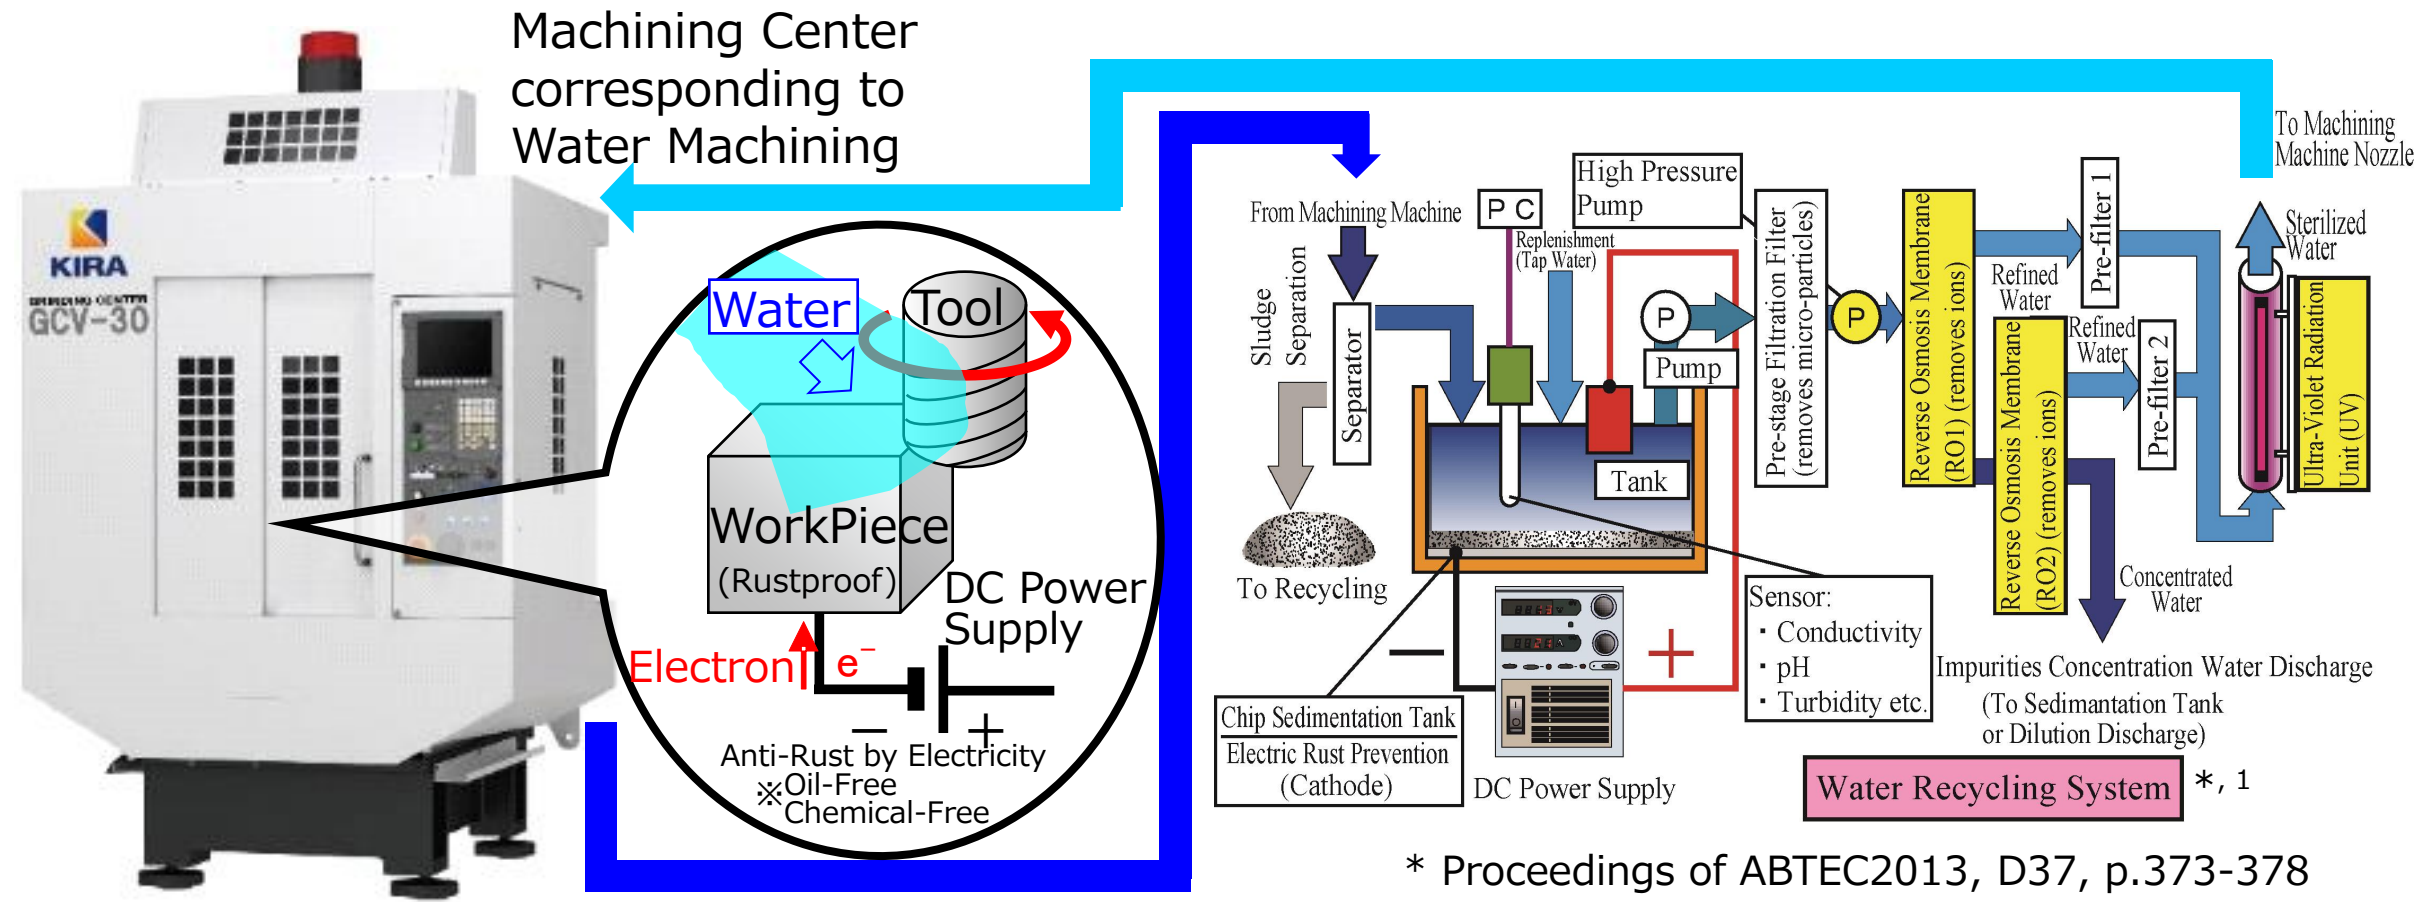 Machining Center
corresponding to
Water Machining
KIRA
GRINDING CENTER
GCV-30
Water
Tool
WorkPiece
(Rustproof)
DC Power
Supply
Electron
e⁻
−
+
Anti-Rust by Electricity
※Oil-Free
Chemical-Free
From Machining Machine
Sludge
Separation
Separator
To Recycling
P C
Replenishment
(Tap Water)
High Pressure
Pump
P
Pump
Tank
Pre-stage Filtration Filter
(removes micro-particles)
P
Reverse Osmosis Membrane
(RO1) (removes ions)
Refined
Water
Pre-filter 1
Reverse Osmosis Membrane
(RO2) (removes ions)
Refined
Water
Pre-filter 2
To Machining
Machine Nozzle
Sterilized
Water
Ultra-Violet Radiation
Unit (UV)
Concentrated
Water
Impurities Concentration Water Discharge
(To Sedimantation Tank
or Dilution Discharge)
Sensor:
・Conductivity
・pH
・Turbidity etc.
−
+
Chip Sedimentation Tank
Electric Rust Prevention
(Cathode)
DC Power Supply
Water Recycling System *, 1
* Proceedings of ABTEC2013, D37, p.373-378